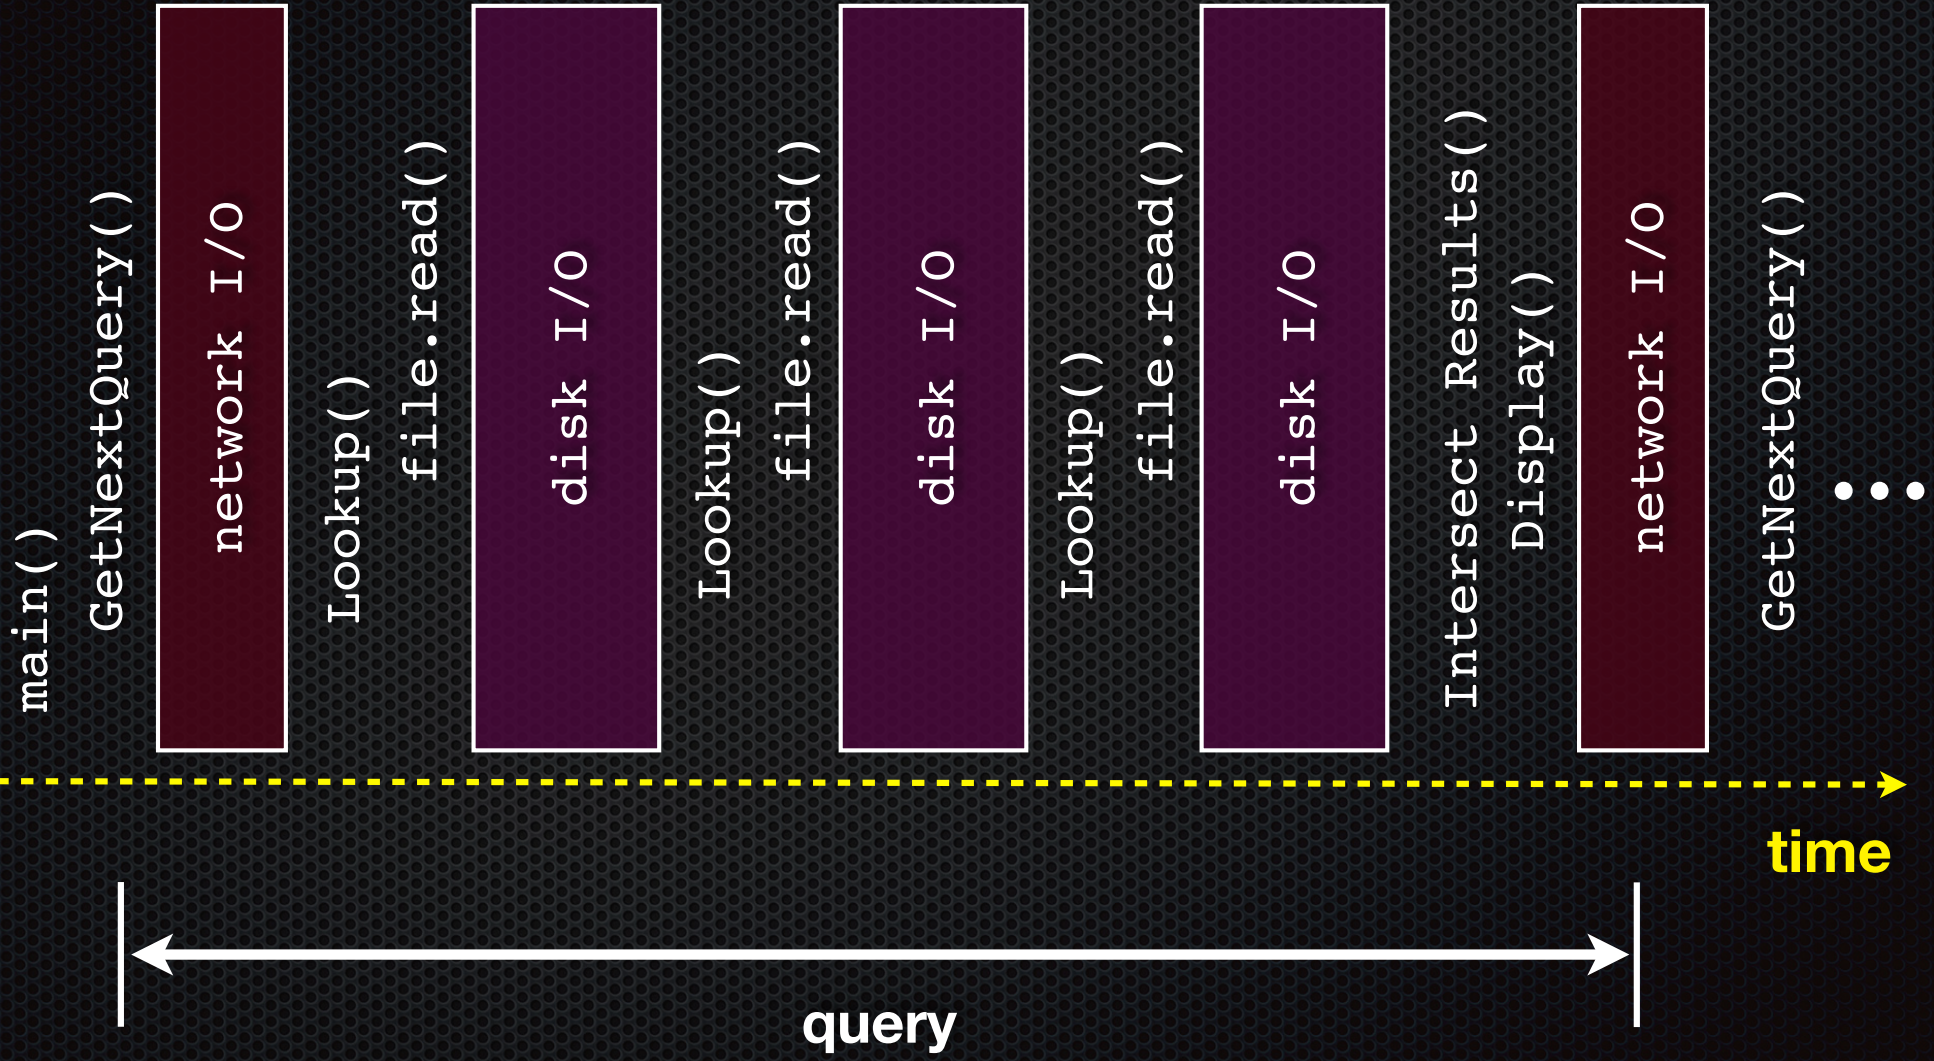 main()
GetNextQuery()
network I/O
Lookup()
file.read()
disk I/O
Lookup()
file.read()
disk I/O
Lookup()
file.read()
disk I/O
Intersect Results()
Display()
network I/O
GetNextQuery()
•••
time
query